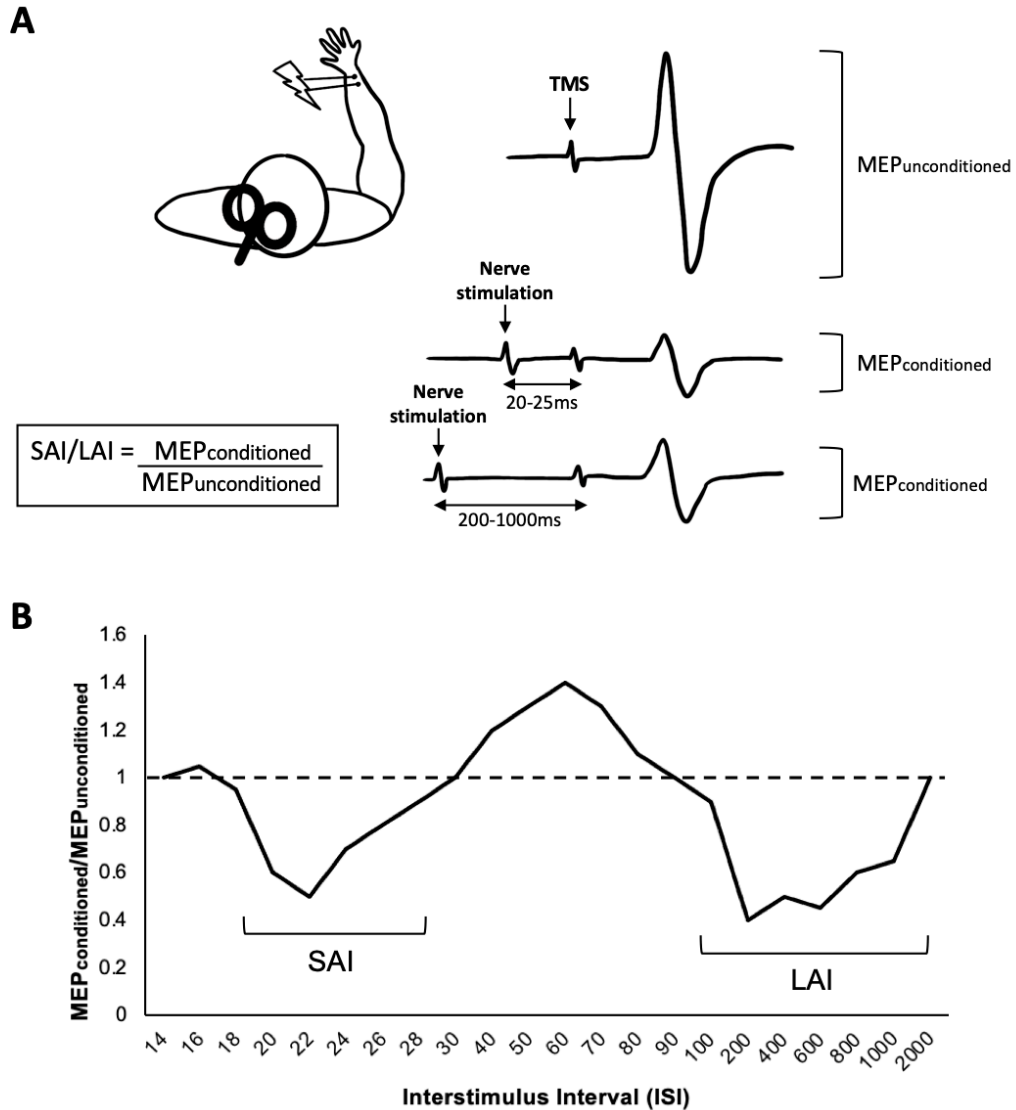 A
TMS
MEPunconditioned
Nerve
stimulation
MEPconditioned
20-25ms
Nerve
stimulation
SAI/LAI = MEPconditioned
MEPunconditioned
MEPconditioned
200-1000ms
B
MEPconditioned/MEPunconditioned
1.6
1.4
1.2
1
0.8
0.6
0.4
0.2
0
SAI
LAI
14 16 18 20 22 24 26 28 30 40 50 60 70 80 90 100 200 400 600 800 1000 2000
Interstimulus Interval (ISI)